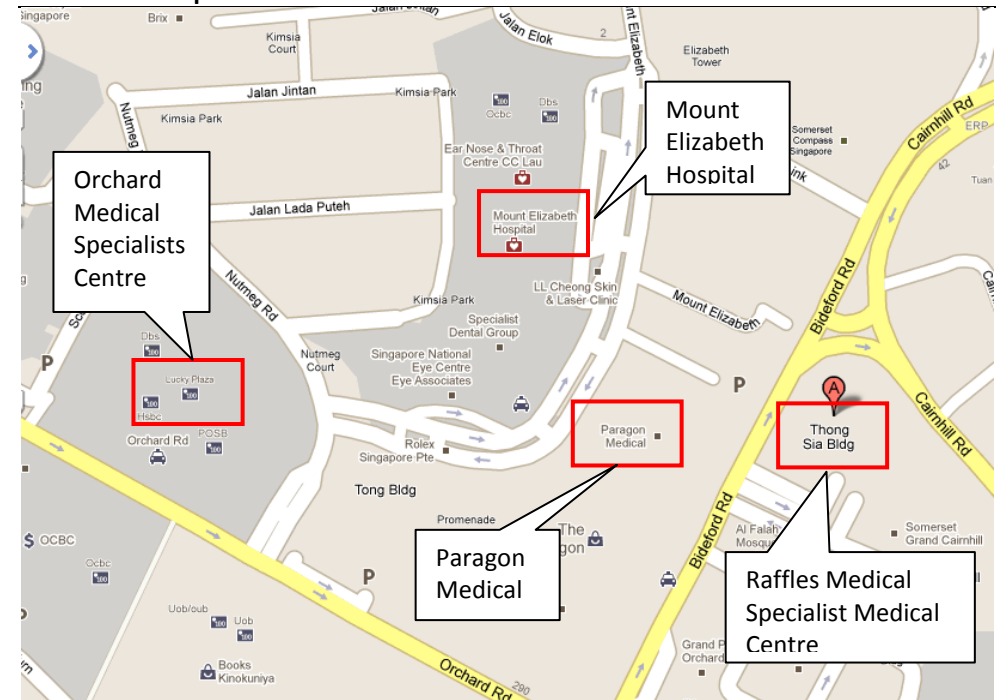 Singapore
Brix
Kimsia
Court
Jalan Jintan
Jalan Elok
2
nt Elizabeth
Elizabeth
Tower
ng
Nutmeg Rd
Kimsia Park
Kimsia Park
Ocbc
Dbs
Mount
Elizabeth
Hospital
Somerset
Compass
Singapore
ink
Cairnhill Rd
ERP
42
Tuan
Ear Nose & Throat
Centre CC Lau
Orchard
Medical
Specialists
Centre
Jalan Lada Puteh
Mount Elizabeth
Hospital
Nutmeg Rd
Kimsia Park
LL Cheong Skin
& Laser Clinic
Mount Elizabeth
Bideford Rd
Specialist
Dental Group
Dbs
P
Nutmeg
Court
Singapore National
Eye Centre
Eye Associates
P
A
Lucky Plaza
Hsbc
POSB
Orchard Rd
Rolex
Singapore Pte
Paragon
Medical
Thong
Sia Bldg
Cairnhill Rd
Tong Bldg
Promenade
The
gon
Bideford Rd
Al Falah
Mosque
Somerset
Grand Cairnhill
$ OCBC
Ocbc
P
Paragon
Medical
Raffles Medical
Specialist Medical
Centre
Uob/oub
Uob
Books
Kinokuniya
Orchard Rd
290
Grand P
Orchard